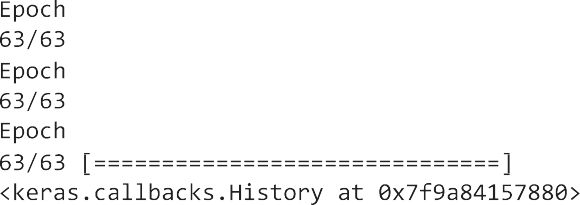 Epoch
63/63
Epoch
63/63
Epoch
63/63 [==============================]
<keras.callbacks.History at 0x7f9a84157880>